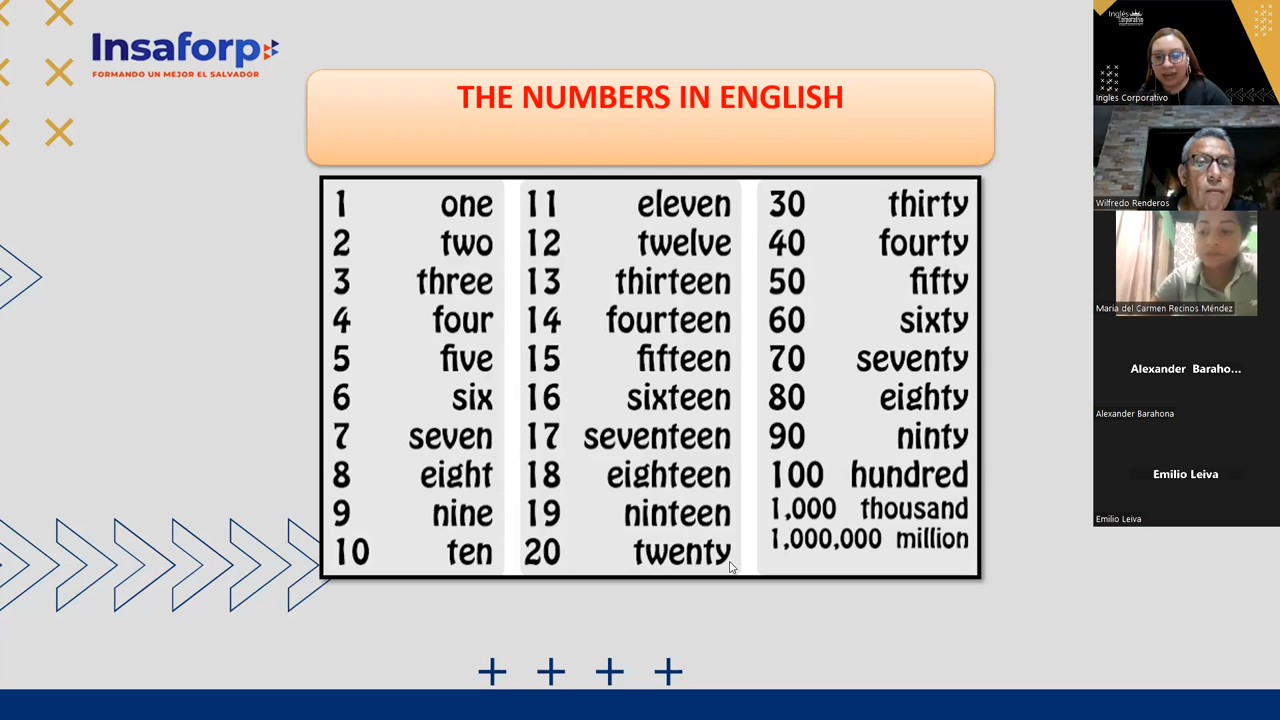 Insaforp
FORMANDO UN MEJOR EL SALVADOR
THE NUMBERS IN ENGLISH
1 one
2 two
3 three
4 four
5 five
6 six
7 seven
8 eight
9 nine
10 ten
11 eleven
12 twelve
13 thirteen
14 fourteen
15 fifteen
16 sixteen
17 seventeen
18 eighteen
19 ninteen
20 twenty
30 thirty
40 fourty
50 fifty
60 sixty
70 seventy
80 eighty
90 ninty
100 hundred
1,000 thousand
1,000,000 million
Inglés
Corporativo
Ingles Corporativo
Wilfredo Renderos
Maria del Carmen Recinos Méndez
Alexander Baraho...
Alexander Barahona
Emilio Leiva
Emilio Leiva